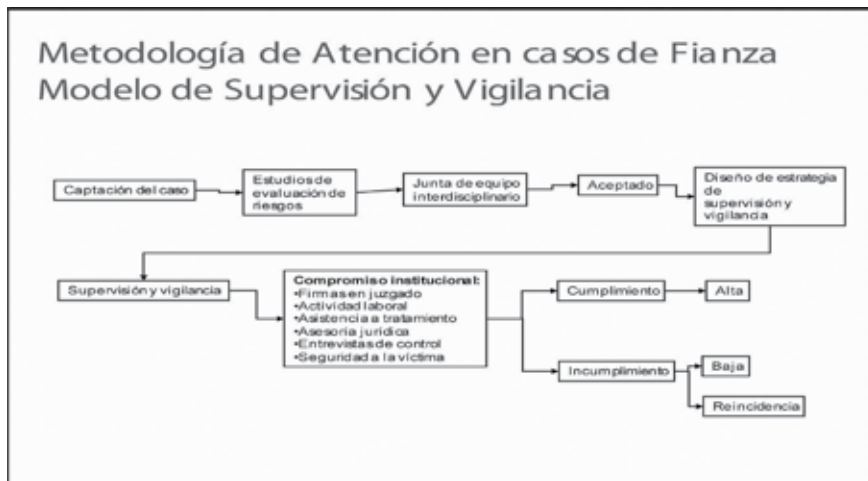 Metodología de Atención en casos de Fianza
Modelo de Supervisión y Vigilancia
Captación del caso
Estudios de
evaluación de
riesgos
Junta de equipo
interdisciplinario
Aceptado
Diseño de estrategia
de
supervisión y
vigilancia
Supervisión y vigilancia
Compromiso institucional:
•Firmas en juzgado
•Actividad laboral
•Asistencia a tratamiento
•Asesoría jurídica
•Entrevistas de control
•Seguridad a la víctima
Cumplimiento
Alta
Incumplimiento
Baja
Reincidencia